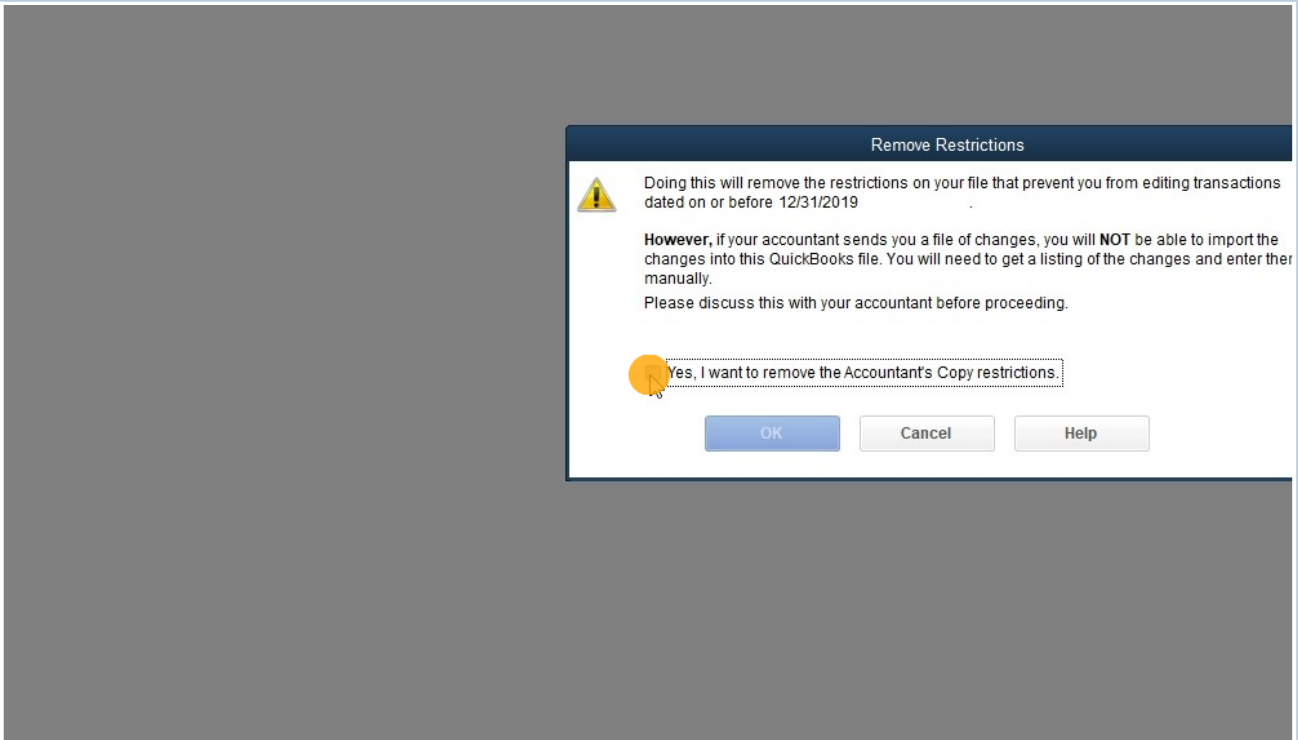 Remove Restrictions
Doing this will remove the restrictions on your file that prevent you from editing transactions
dated on or before 12/31/2019 .
However, if your accountant sends you a file of changes, you will NOT be able to import the
changes into this QuickBooks file. You will need to get a listing of the changes and enter
manually.
Please discuss this with your accountant before proceeding.
Yes, I want to remove the Accountant's Copy restrictions.
OK Cancel Help